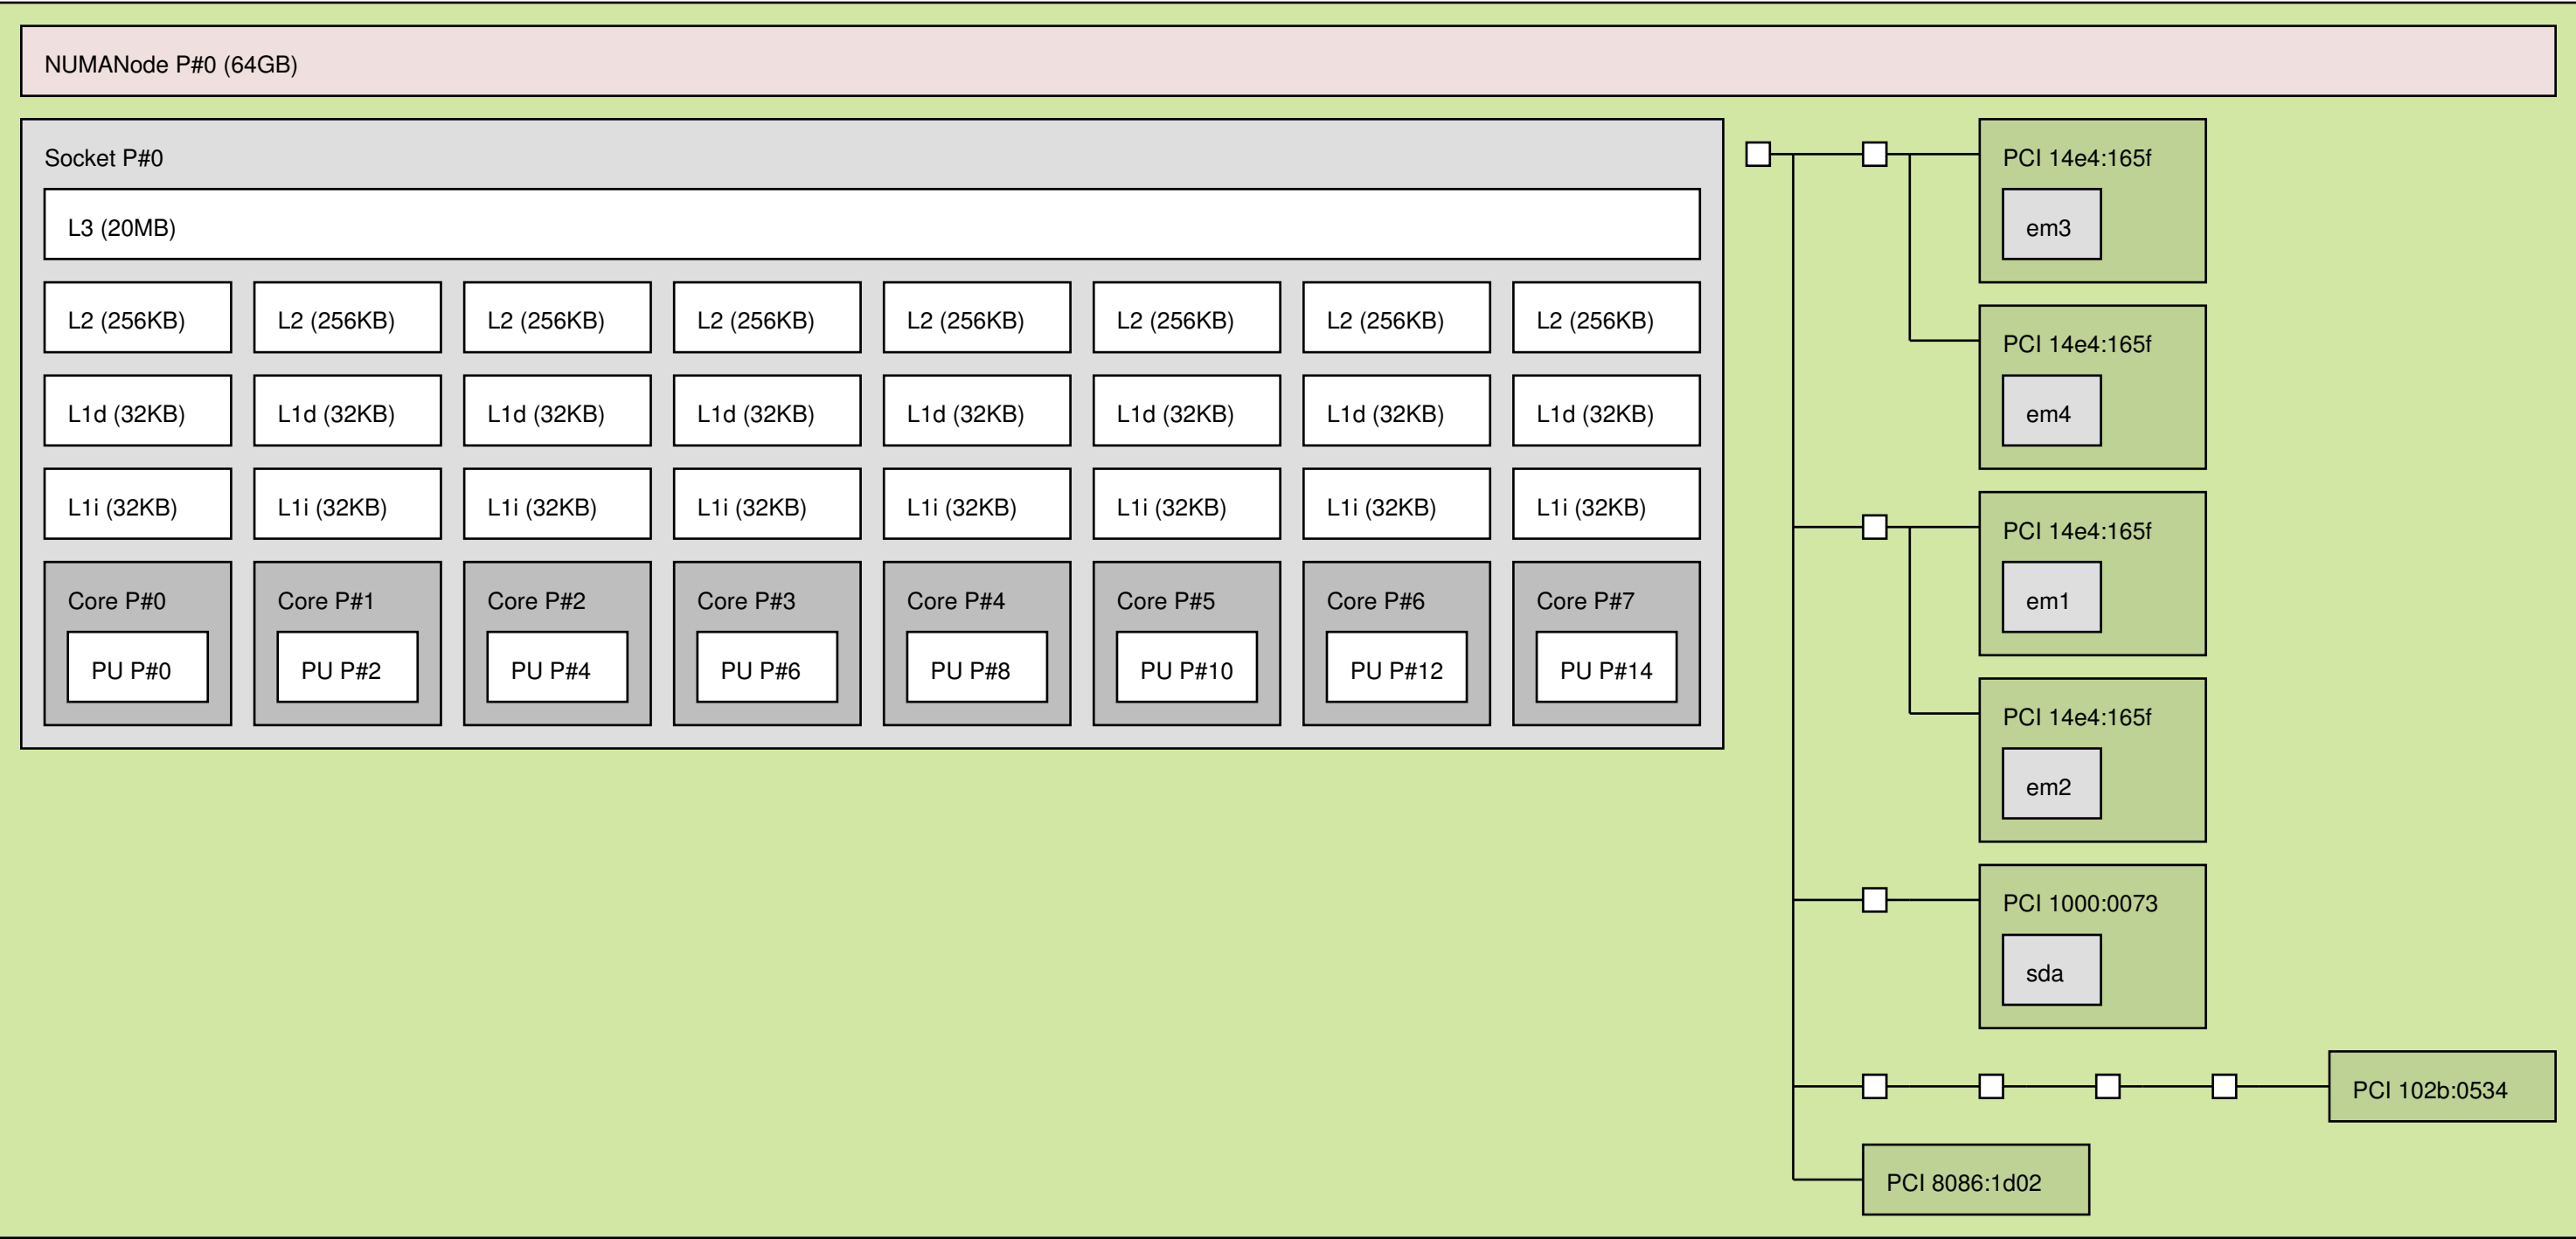 NUMANode P#0 (64GB)
Socket P#0
L3 (20MB)
L2 (256KB) L2 (256KB) L2 (256KB) L2 (256KB) L2 (256KB) L2 (256KB) L2 (256KB) L2 (256KB)
L1d (32KB) L1d (32KB) L1d (32KB) L1d (32KB) L1d (32KB) L1d (32KB) L1d (32KB) L1d (32KB)
L1i (32KB) L1i (32KB) L1i (32KB) L1i (32KB) L1i (32KB) L1i (32KB) L1i (32KB) L1i (32KB)
Core P#0 Core P#1 Core P#2 Core P#3 Core P#4 Core P#5 Core P#6 Core P#7
PU P#0 PU P#2 PU P#4 PU P#6 PU P#8 PU P#10 PU P#12 PU P#14
PCI 14e4:165f
em3
PCI 14e4:165f
em4
PCI 14e4:165f
em1
PCI 14e4:165f
em2
PCI 1000:0073
sda
PCI 102b:0534
PCI 8086:1d02